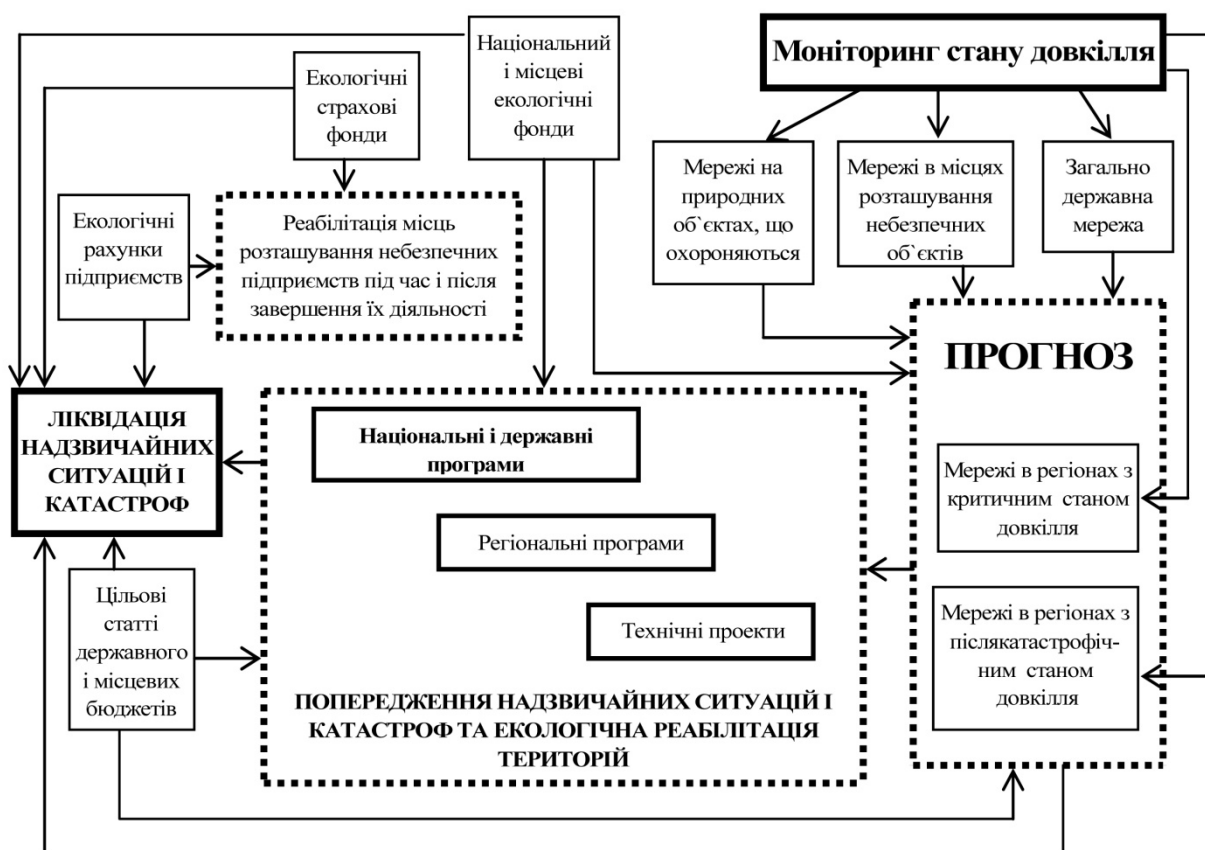 Національний
і місцеві
екологічні
фонди
Моніторинг стану довкілля
Екологічні
страхові
фонди
Мережі на
природних
об`єктах, що
охороняються
Мережі в місцях
розташування
небезпечних
об`єктів
Загально
державна
мережа
Екологічні
рахунки
підприємств
Реабілітація місць
розташування небезпечних
підприємств під час і після
завершення їх діяльності
ПРОГНОЗ
ЛІКВІДАЦІЯ
НАДЗВИЧАЙНИХ
СИТУАЦІЙ І
КАТАСТРОФ
Національні і державні
програми
Мережі в регіонах з
критичним станом
довкілля
Регіональні програми
Цільові
статті
державного
і місцевих
бюджетів
Технічні проекти
Мережі в регіонах з
післякатастрофіч-
ним станом
довкілля
ПОПЕРЕДЖЕННЯ НАДЗВИЧАЙНИХ СИТУАЦІЙ І
КАТАСТРОФ ТА ЕКОЛОГІЧНА РЕАБІЛІТАЦІЯ
ТЕРИТОРІЙ